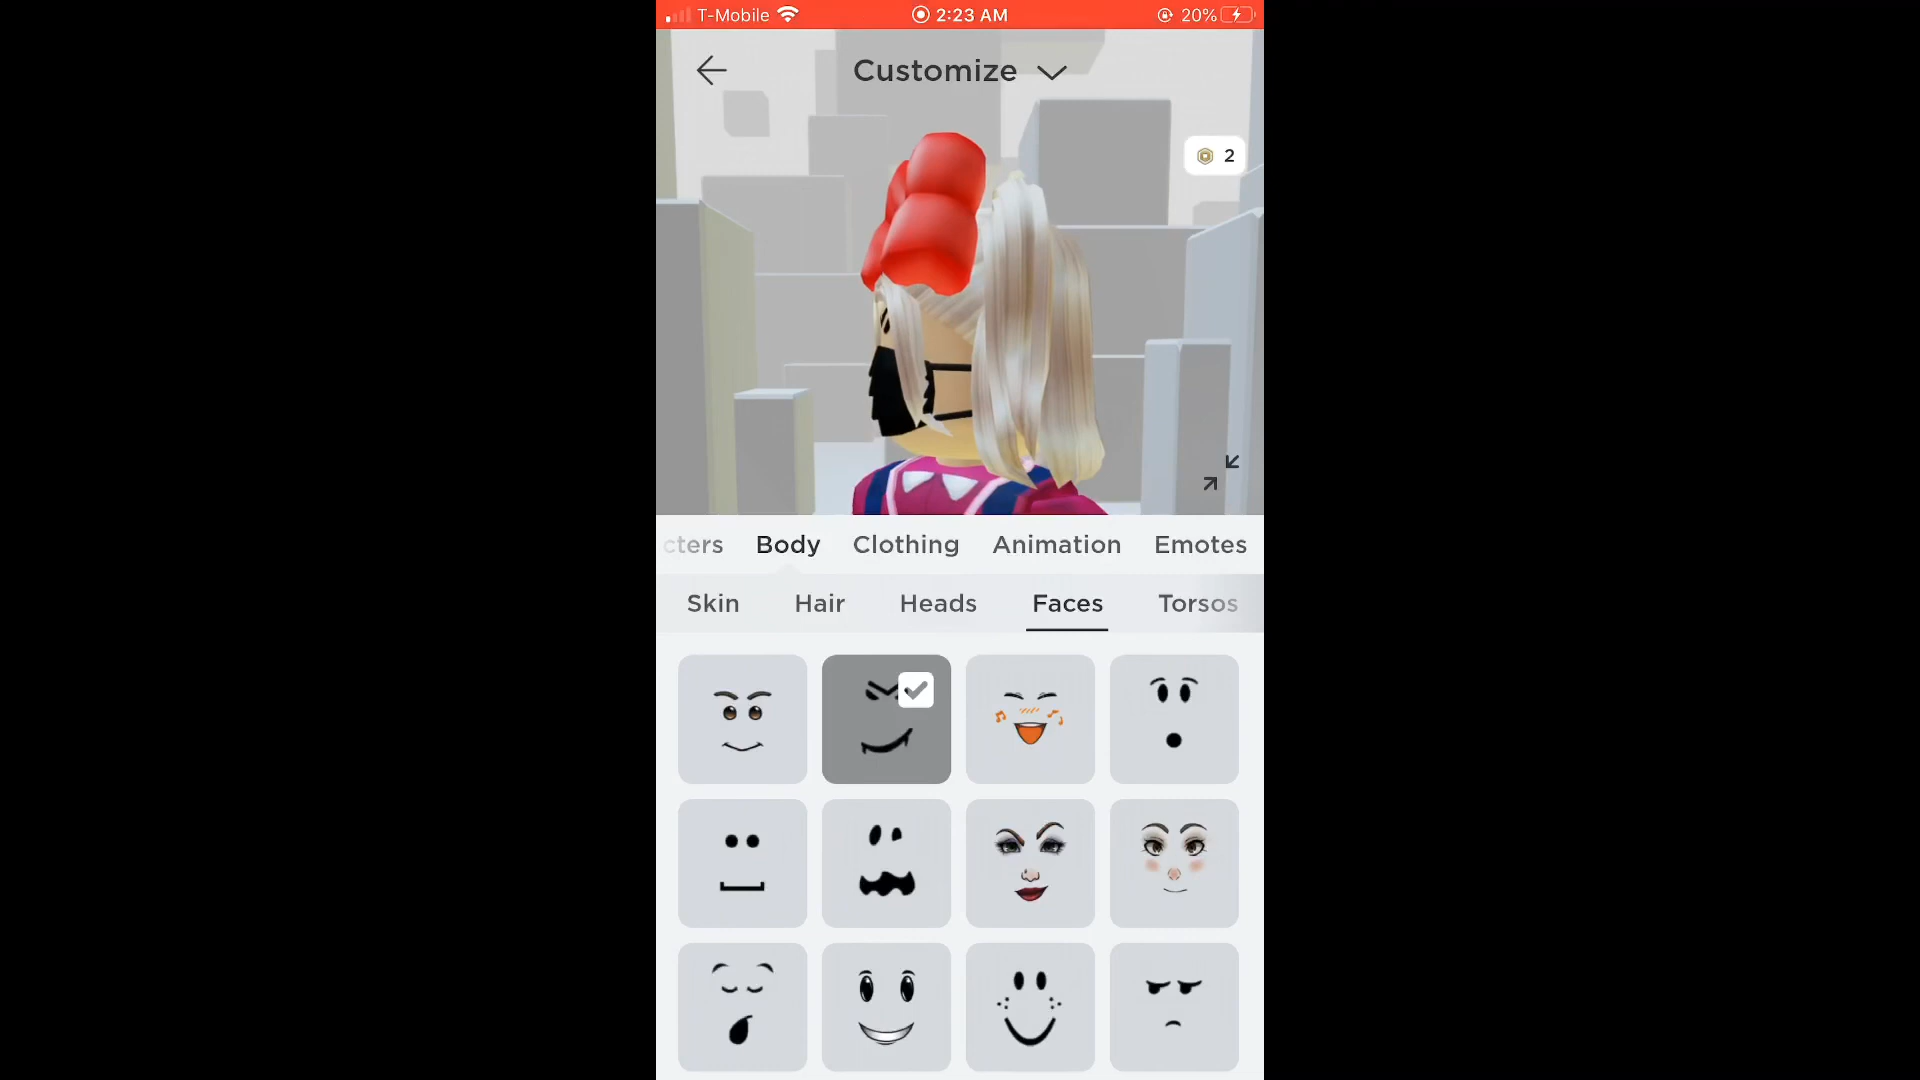 T-Mobile 2:23 AM 20%
Customize
2
cters Body Clothing Animation Emotes
Skin Hair Heads Faces Torsos